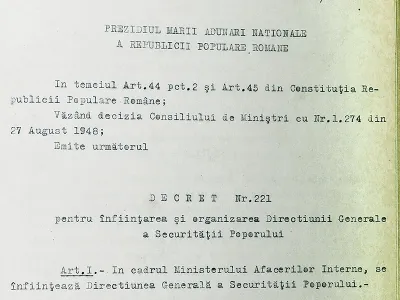 PREZIDIUL MARII ADUNARI NATIONALE
A REPUBLICII POPULARE ROMANE
In temeiul Art.44 pct.2 şi Art.45 din Constituţia Re-
publicii Populare Române;
Văzând decizia Consiliului de Miniştri cu Nr.1.274 din
27 August 1948;
Emite următorul
D E C R E T Nr.221
pentru înfiinţarea şi organizarea Directiunii Generale
a Securităţii Poporului
Art.I.- In cadrul Ministerului Afacerilor Interne, se
înfiinţează Directiunea Generală a Securităţii Poporului.-